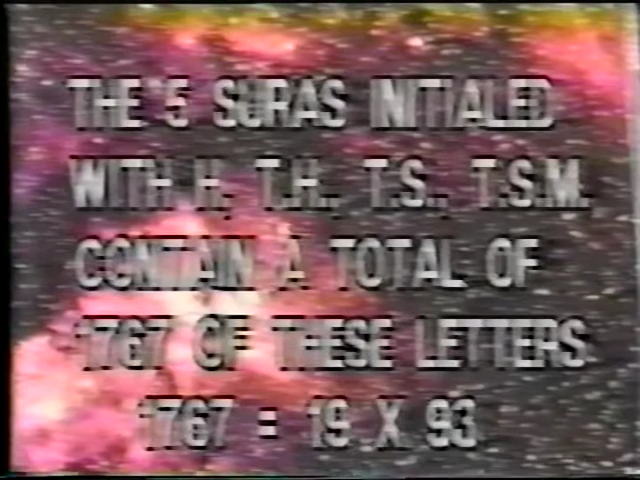 THE 5 SURAS INITIALED
WITH H., T.H., T.S., T.S.M.
CONTAIN A TOTAL OF
1767 OF THESE LETTERS
1767 = 19 X 93